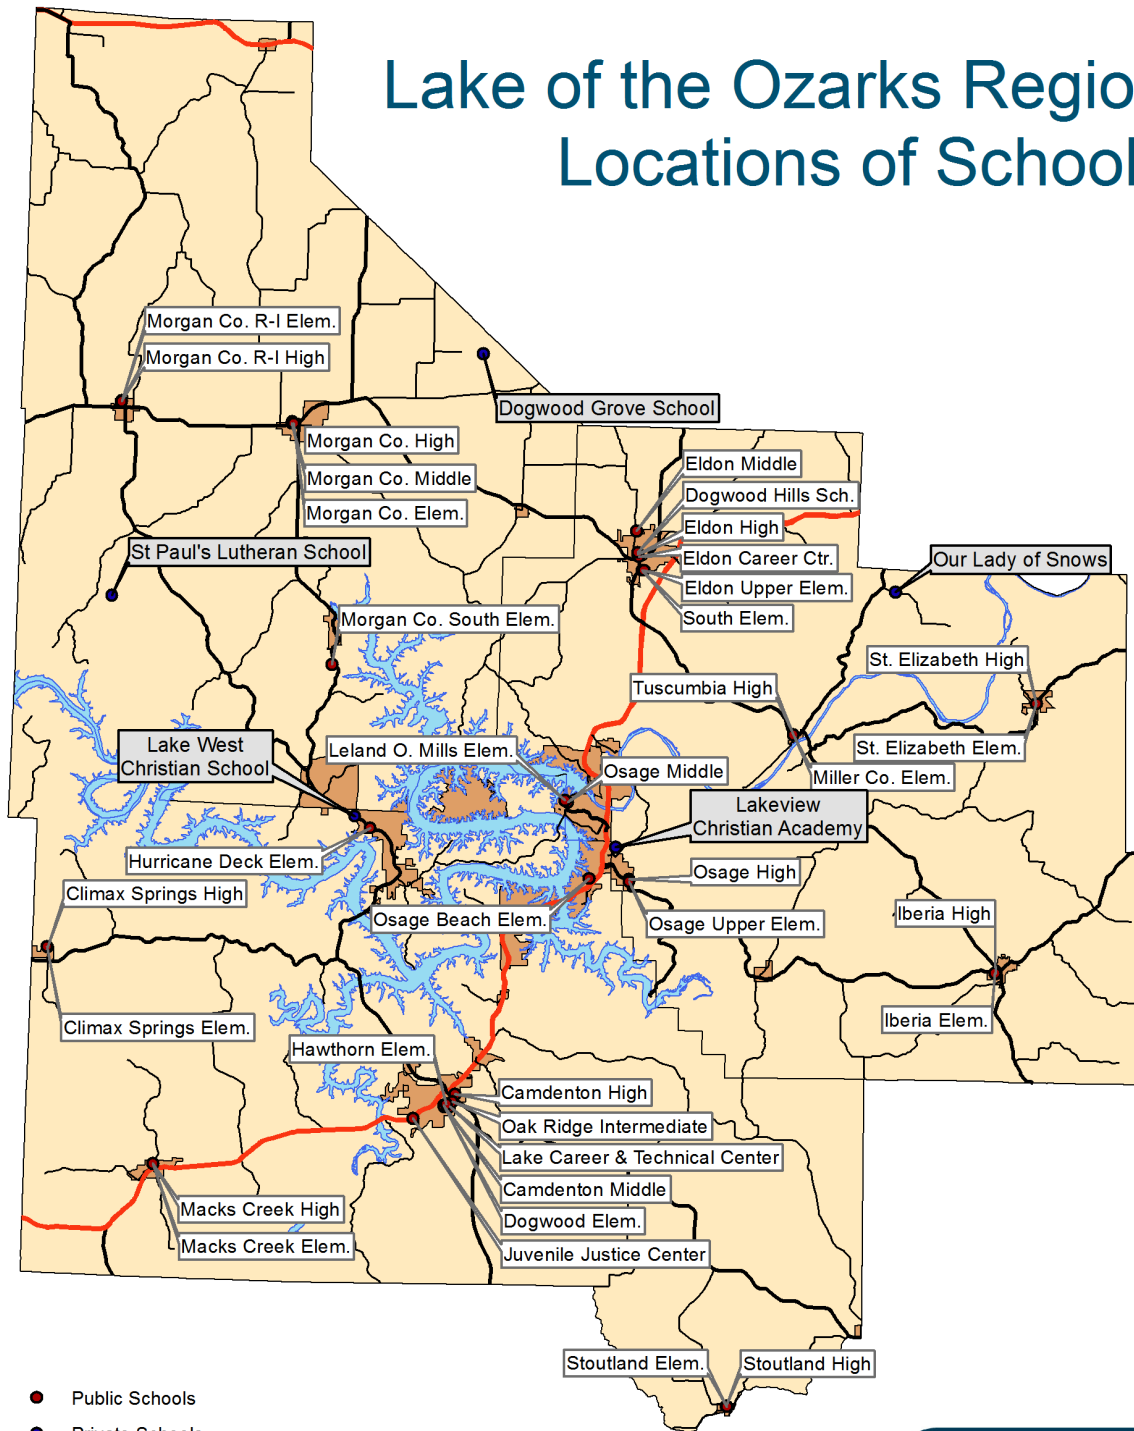 Lake of the Ozarks Regio
Locations of School
Morgan Co. R-I Elem.
Morgan Co. R-I High
Dogwood Grove School
Morgan Co. High
Morgan Co. Middle
Morgan Co. Elem.
Eldon Middle
Dogwood Hills Sch.
Eldon High
Eldon Career Ctr.
Eldon Upper Elem.
South Elem.
St Paul's Lutheran School
Our Lady of Snows
Morgan Co. South Elem.
St. Elizabeth High
Tuscumbia High
St. Elizabeth Elem.
Miller Co. Elem.
Lake West
Christian School
Leland O. Mills Elem.
Osage Middle
Lakeview
Christian Academy
Hurricane Deck Elem.
Osage High
Climax Springs High
Osage Beach Elem.
Osage Upper Elem.
Iberia High
Climax Springs Elem.
Iberia Elem.
Hawthorn Elem.
Camdenton High
Oak Ridge Intermediate
Lake Career & Technical Center
Camdenton Middle
Dogwood Elem.
Juvenile Justice Center
Macks Creek High
Macks Creek Elem.
Stoutland Elem.
Stoutland High
Public Schools
Private Schools